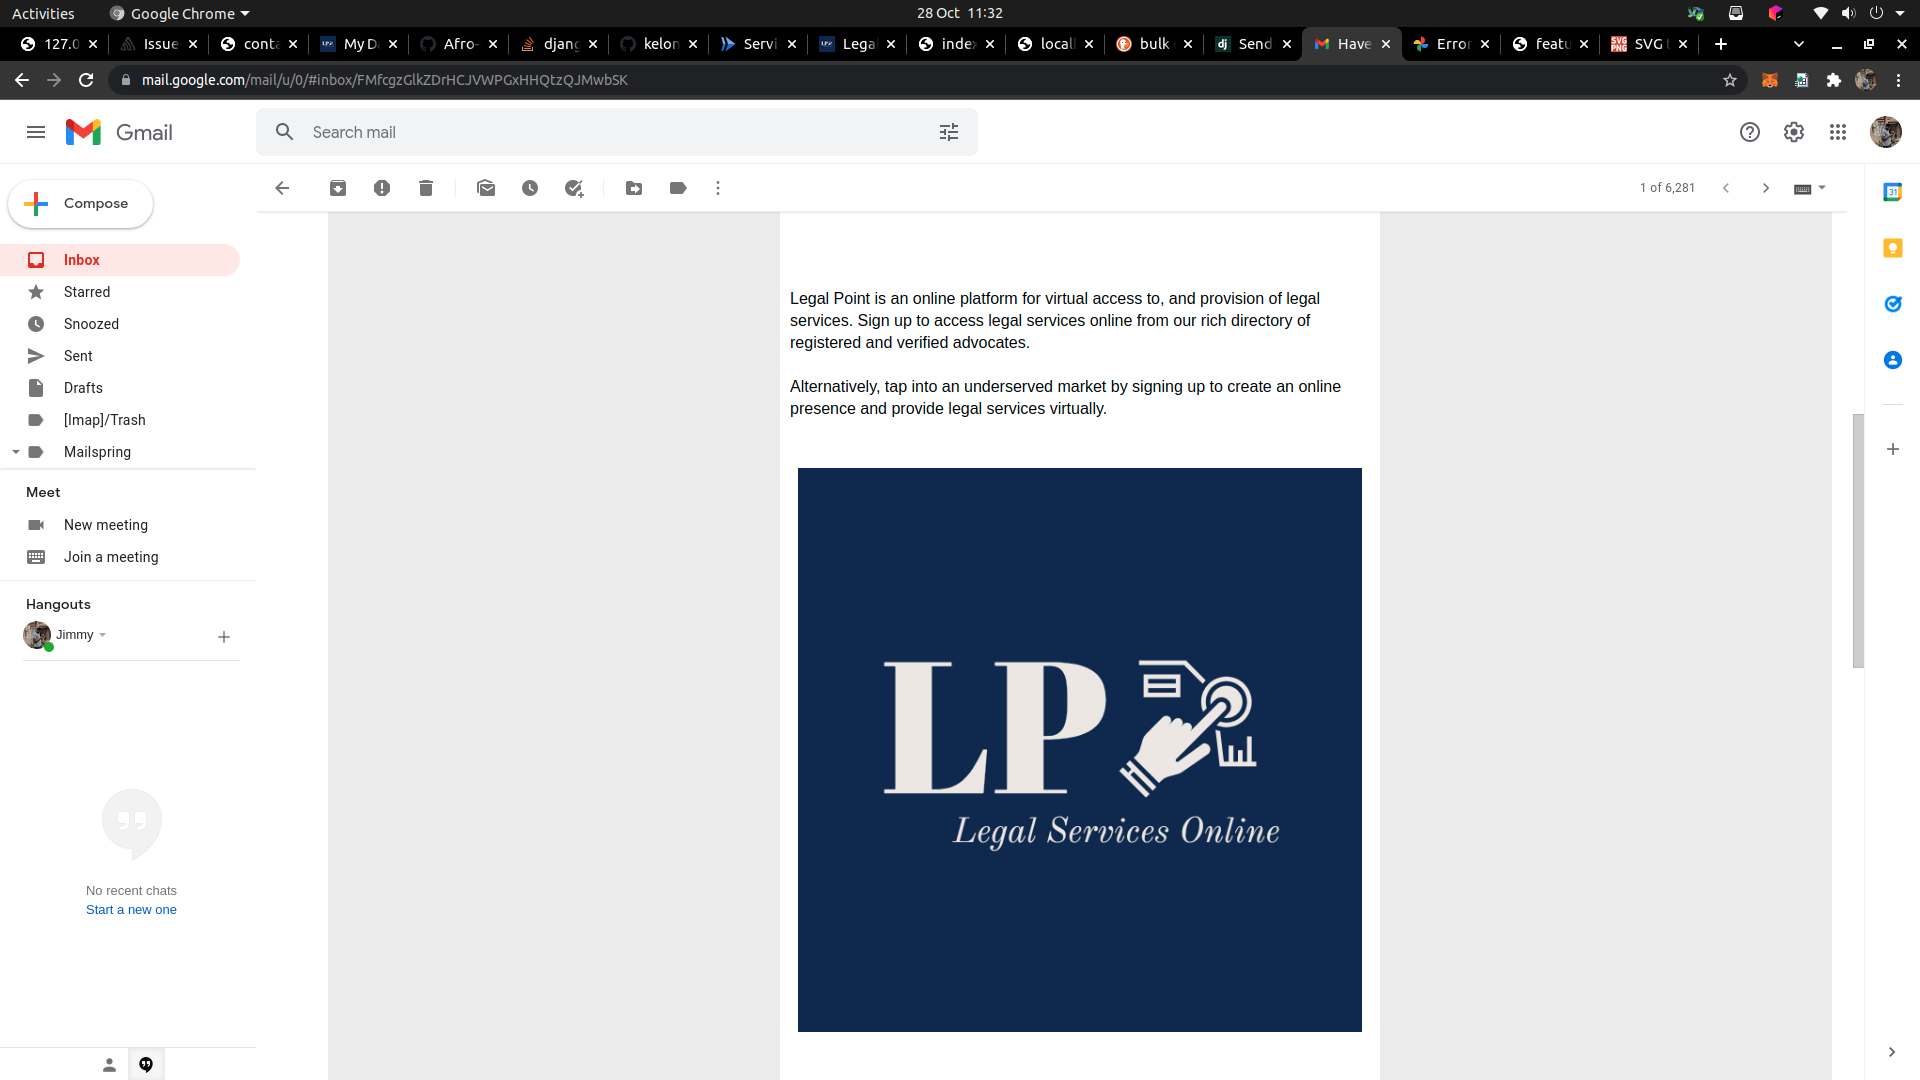 Activities
Google Chrome
28 Oct 11:32
127.0
Issue
conta
My Da
Afro-
djang
kelon
Servi
Legal
index
locall
bulk
Send
Have
Error
featu
SVG
mail.google.com/mail/u/0/#inbox/FMfcgzGlkZDrHCJVWPGxHHQtzQJMwbSK
Gmail
Search mail
Compose
1 of 6,281
Inbox
Starred
Snoozed
Sent
Drafts
[Imap]/Trash
Mailspring
Meet
New meeting
Join a meeting
Hangouts
Jimmy
No recent chats
Start a new one
Legal Point is an online platform for virtual access to, and provision of legal
services. Sign up to access legal services online from our rich directory of
registered and verified advocates.
Alternatively, tap into an underserved market by signing up to create an online
presence and provide legal services virtually.
LP
Legal Services Online